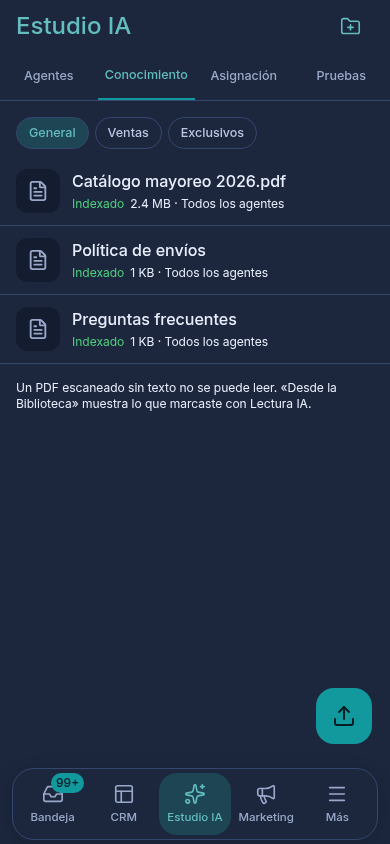 Estudio IA
Agentes
Conocimiento
Asignación
Pruebas
General
Ventas
Exclusivos
Catálogo mayoreo 2026.pdf
Indexado 2.4 MB · Todos los agentes
Política de envíos
Indexado 1 KB · Todos los agentes
Preguntas frecuentes
Indexado 1 KB · Todos los agentes
Un PDF escaneado sin texto no se puede leer. «Desde la
Biblioteca» muestra lo que marcaste con Lectura IA.
99+
Bandeja
CRM
Estudio IA
Marketing
Más